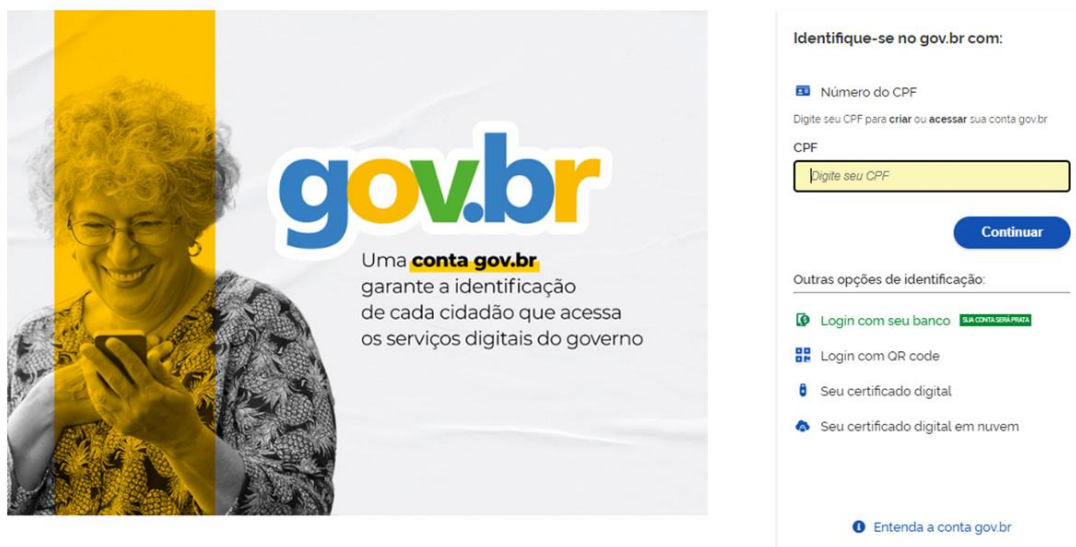 gov.br
Uma conta gov.br
garante a identificação
de cada cidadão que acessa
os serviços digitais do governo
Identifique-se no gov.br com:
Número do CPF
Digite seu CPF para criar ou acessar sua conta gov.br
CPF
Digite seu CPF
Continuar
Outras opções de identificação:
Login com seu banco SUA CONTA SERÁ PRATA
Login com QR code
Seu certificado digital
Seu certificado digital em nuvem
Entenda a conta gov.br